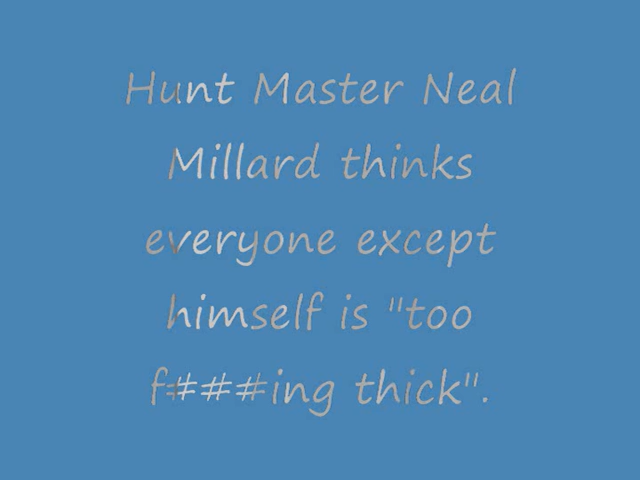 Hunt Master Neal
Millard thinks
everyone except
himself is "too
f###ing thick".